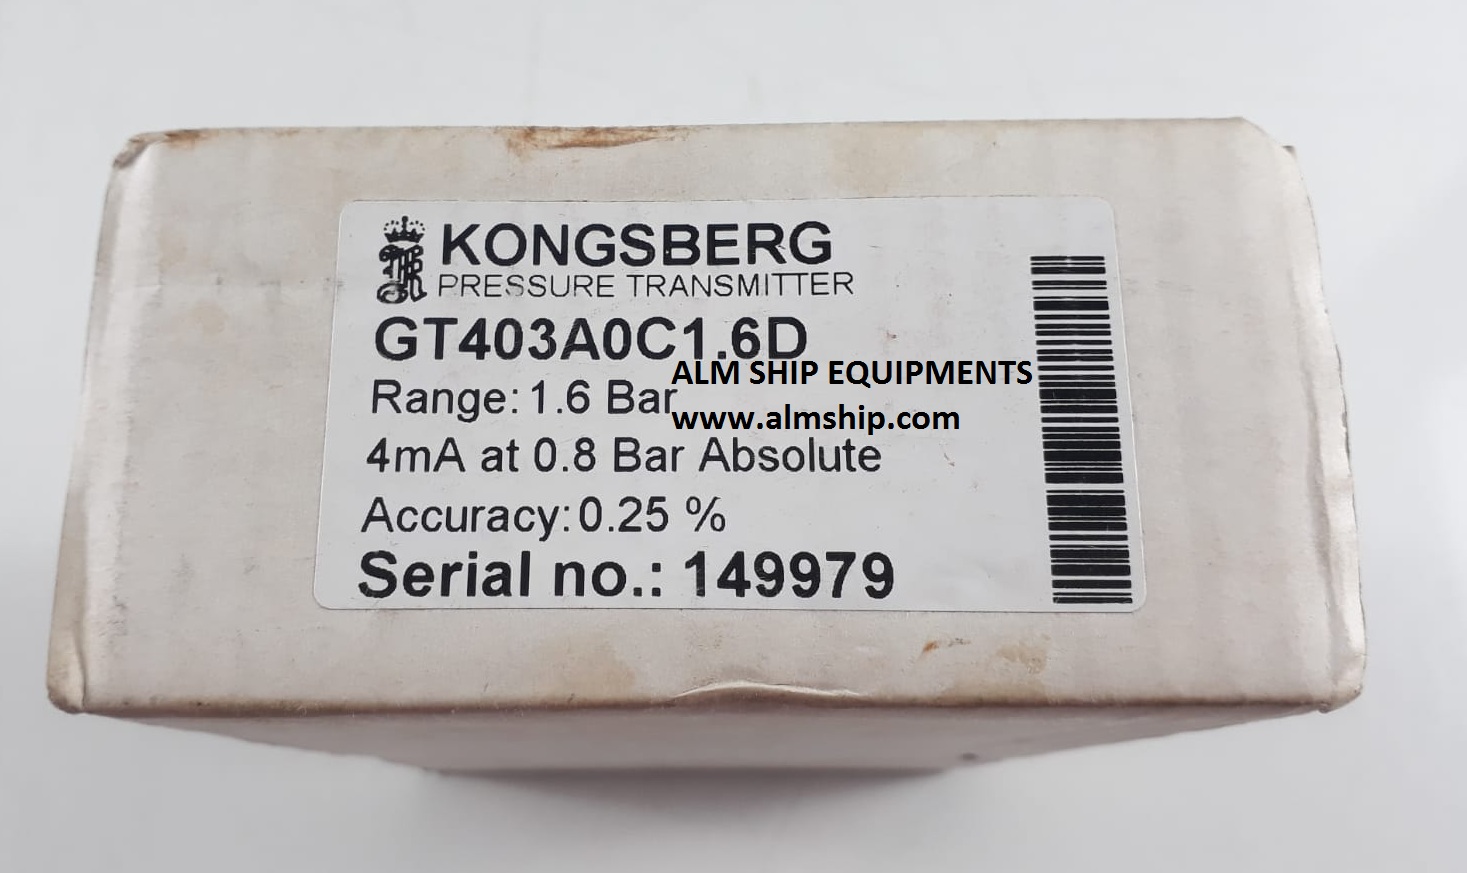 KONGSBERG
PRESSURE TRANSMITTER
GT403A0C1.6D
ALM SHIP EQUIPMENTS
Range: 1.6 Bar
www.almship.com
4mA at 0.8 Bar Absolute
Accuracy: 0.25 %
Serial no.: 149979